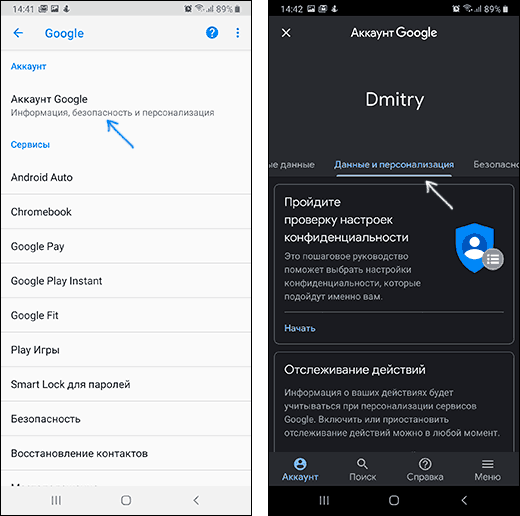 14:41
89%
Google
?
Аккаунт
Аккаунт Google
Информация, безопасность и персонализация
Сервисы
Android Auto
Chromebook
Google Pay
Google Play Instant
Google Fit
Play Игры
Smart Lock для паролей
Безопасность
Восстановление контактов
14:42
89%
Аккаунт Google
Dmitry
ые данные
Данные и персонализация
Безопасно
Пройдите
проверку настроек
конфиденциальности
Это пошаговое руководство
поможет выбрать настройки
конфиденциальности, которые
подойдут именно вам.
Начать
Отслеживание действий
Информация о ваших действиях будет
учитываться при персонализации сервисов
Google. Включить или приостановить
отслеживание действий можно в любой момент.
Аккаунт
Поиск
?
Справка
Меню